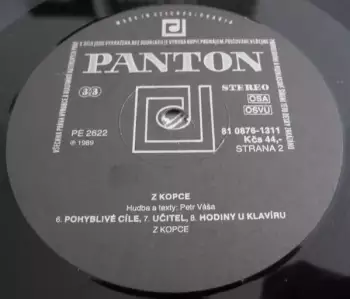 MADE IN CZECHOSLOVAKIA
PANTON
33
STEREO
OSA
OSVU
PE 2622
℗ 1989
81 0876-1311
Kčs 44,-
STRANA 2
Z KOPCE
Hudba a texty: Petr Váša
6. POHYBLIVÉ CÍLE, 7. UČITEL, 8. HODINY U KLAVÍRU
Z KOPCE